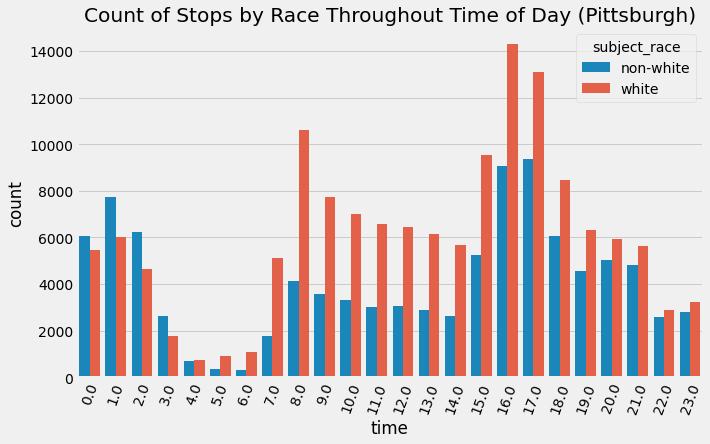 Count of Stops by Race Throughout Time of Day (Pittsburgh)
subject_race
non-white
white
count
14000
12000
10000
8000
6000
4000
2000
0
0.0 1.0 2.0 3.0 4.0 5.0 6.0 7.0 8.0 9.0 10.0 11.0 12.0 13.0 14.0 15.0 16.0 17.0 18.0 19.0 20.0 21.0 22.0 23.0
time